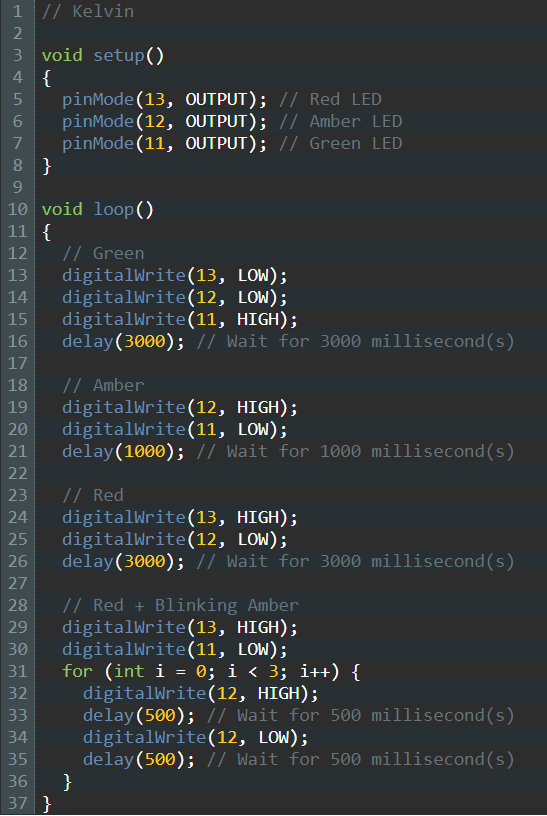 1 // Kelvin
2
3 void setup()
4 {
5   pinMode(13, OUTPUT); // Red LED
6   pinMode(12, OUTPUT); // Amber LED
7   pinMode(11, OUTPUT); // Green LED
8 }
9
10 void loop()
11 {
12   // Green
13   digitalWrite(13, LOW);
14   digitalWrite(12, LOW);
15   digitalWrite(11, HIGH);
16   delay(3000); // Wait for 3000 millisecond(s)
17
18   // Amber
19   digitalWrite(12, HIGH);
20   digitalWrite(11, LOW);
21   delay(1000); // Wait for 1000 millisecond(s)
22
23   // Red
24   digitalWrite(13, HIGH);
25   digitalWrite(12, LOW);
26   delay(3000); // Wait for 3000 millisecond(s)
27
28   // Red + Blinking Amber
29   digitalWrite(13, HIGH);
30   digitalWrite(11, LOW);
31   for (int i = 0; i < 3; i++) {
32     digitalWrite(12, HIGH);
33     delay(500); // Wait for 500 millisecond(s)
34     digitalWrite(12, LOW);
35     delay(500); // Wait for 500 millisecond(s)
36   }
37 }